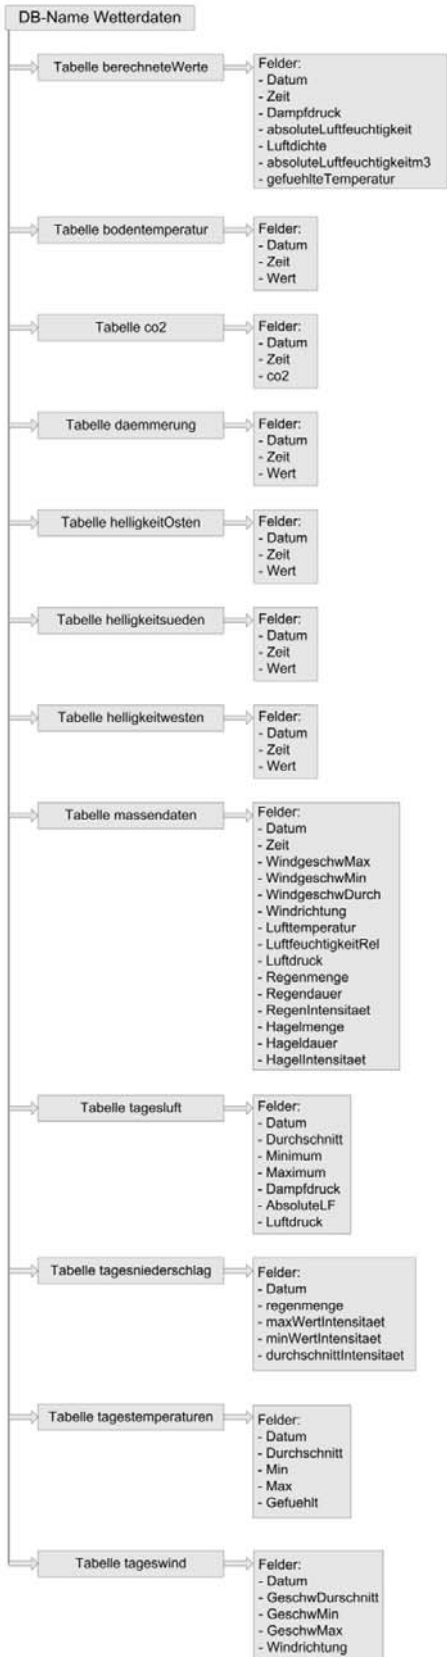 DB-Name Wetterdaten
Tabelle berechneteWerte
Felder:
- Datum
- Zeit
- Dampfdruck
- absoluteLuftfeuchtigkeit
- Luftdichte
- absoluteLuftfeuchtigkeitm3
- gefuehlteTemperatur
Tabelle bodentemperatur
Felder:
- Datum
- Zeit
- Wert
Tabelle co2
Felder:
- Datum
- Zeit
- co2
Tabelle daemmerung
Felder:
- Datum
- Zeit
- Wert
Tabelle helligkeitOsten
Felder:
- Datum
- Zeit
- Wert
Tabelle helligkeitsueden
Felder:
- Datum
- Zeit
- Wert
Tabelle helligkeitwesten
Felder:
- Datum
- Zeit
- Wert
Tabelle massendaten
Felder:
- Datum
- Zeit
- WindgeschwMax
- WindgeschwMin
- WindgeschwDurch
- Windrichtung
- Lufttemperatur
- LuftfeuchtigkeitRel
- Luftdruck
- Regenmenge
- Regendauer
- RegenIntensitaet
- Hagelmenge
- Hageldauer
- HagelIntensitaet
Tabelle tagesluft
Felder:
- Datum
- Durchschnitt
- Minimum
- Maximum
- Dampfdruck
- AbsoluteLF
- Luftdruck
Tabelle tagesniederschlag
Felder:
- Datum
- regenmenge
- maxWertIntensitaet
- minWertIntensitaet
- durchschnittIntensitaet
Tabelle tagestemperaturen
Felder:
- Datum
- Durchschnitt
- Min
- Max
- Gefuehlt
Tabelle tageswind
Felder:
- Datum
- GeschwDurschnitt
- GeschwMin
- GeschwMax
- Windrichtung